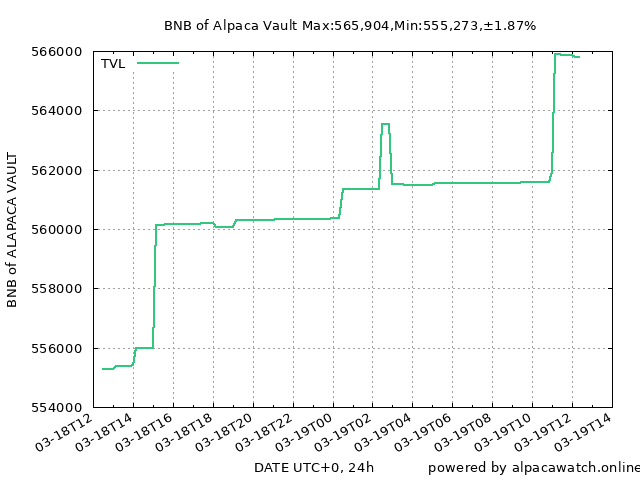 BNB of Alpaca Vault Max:565,904,Min:555,273,±1.87%
TVL
566000
564000
562000
560000
558000
556000
554000
BNB of ALAPACA VAULT
03-18T12
03-18T14
03-18T16
03-18T18
03-18T20
03-18T22
03-19T00
03-19T02
03-19T04
03-19T06
03-19T08
03-19T10
03-19T12
03-19T14
DATE UTC+0, 24h
powered by alpacawatch.online